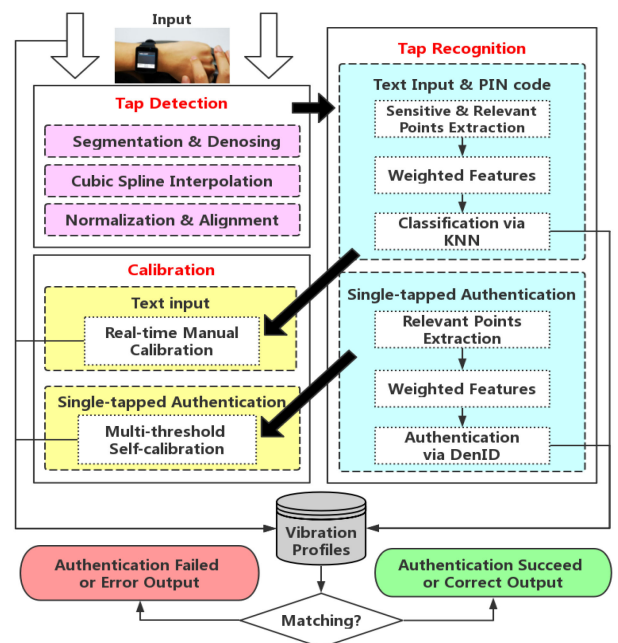 Input
Tap Detection
Segmentation & Denosing
Cubic Spline Interpolation
Normalization & Alignment
Tap Recognition
Text Input & PIN code
Sensitive & Relevant
Points Extraction
Weighted Features
Classification via
KNN
Single-tapped Authentication
Relevant Points
Extraction
Weighted Features
Authentication
via DenID
Calibration
Text input
Real-time Manual
Calibration
Single-tapped Authentication
Multi-threshold
Self-calibration
Vibration
Profiles
Authentication Failed
or Error Output
Authentication Succeed
or Correct Output
Matching?